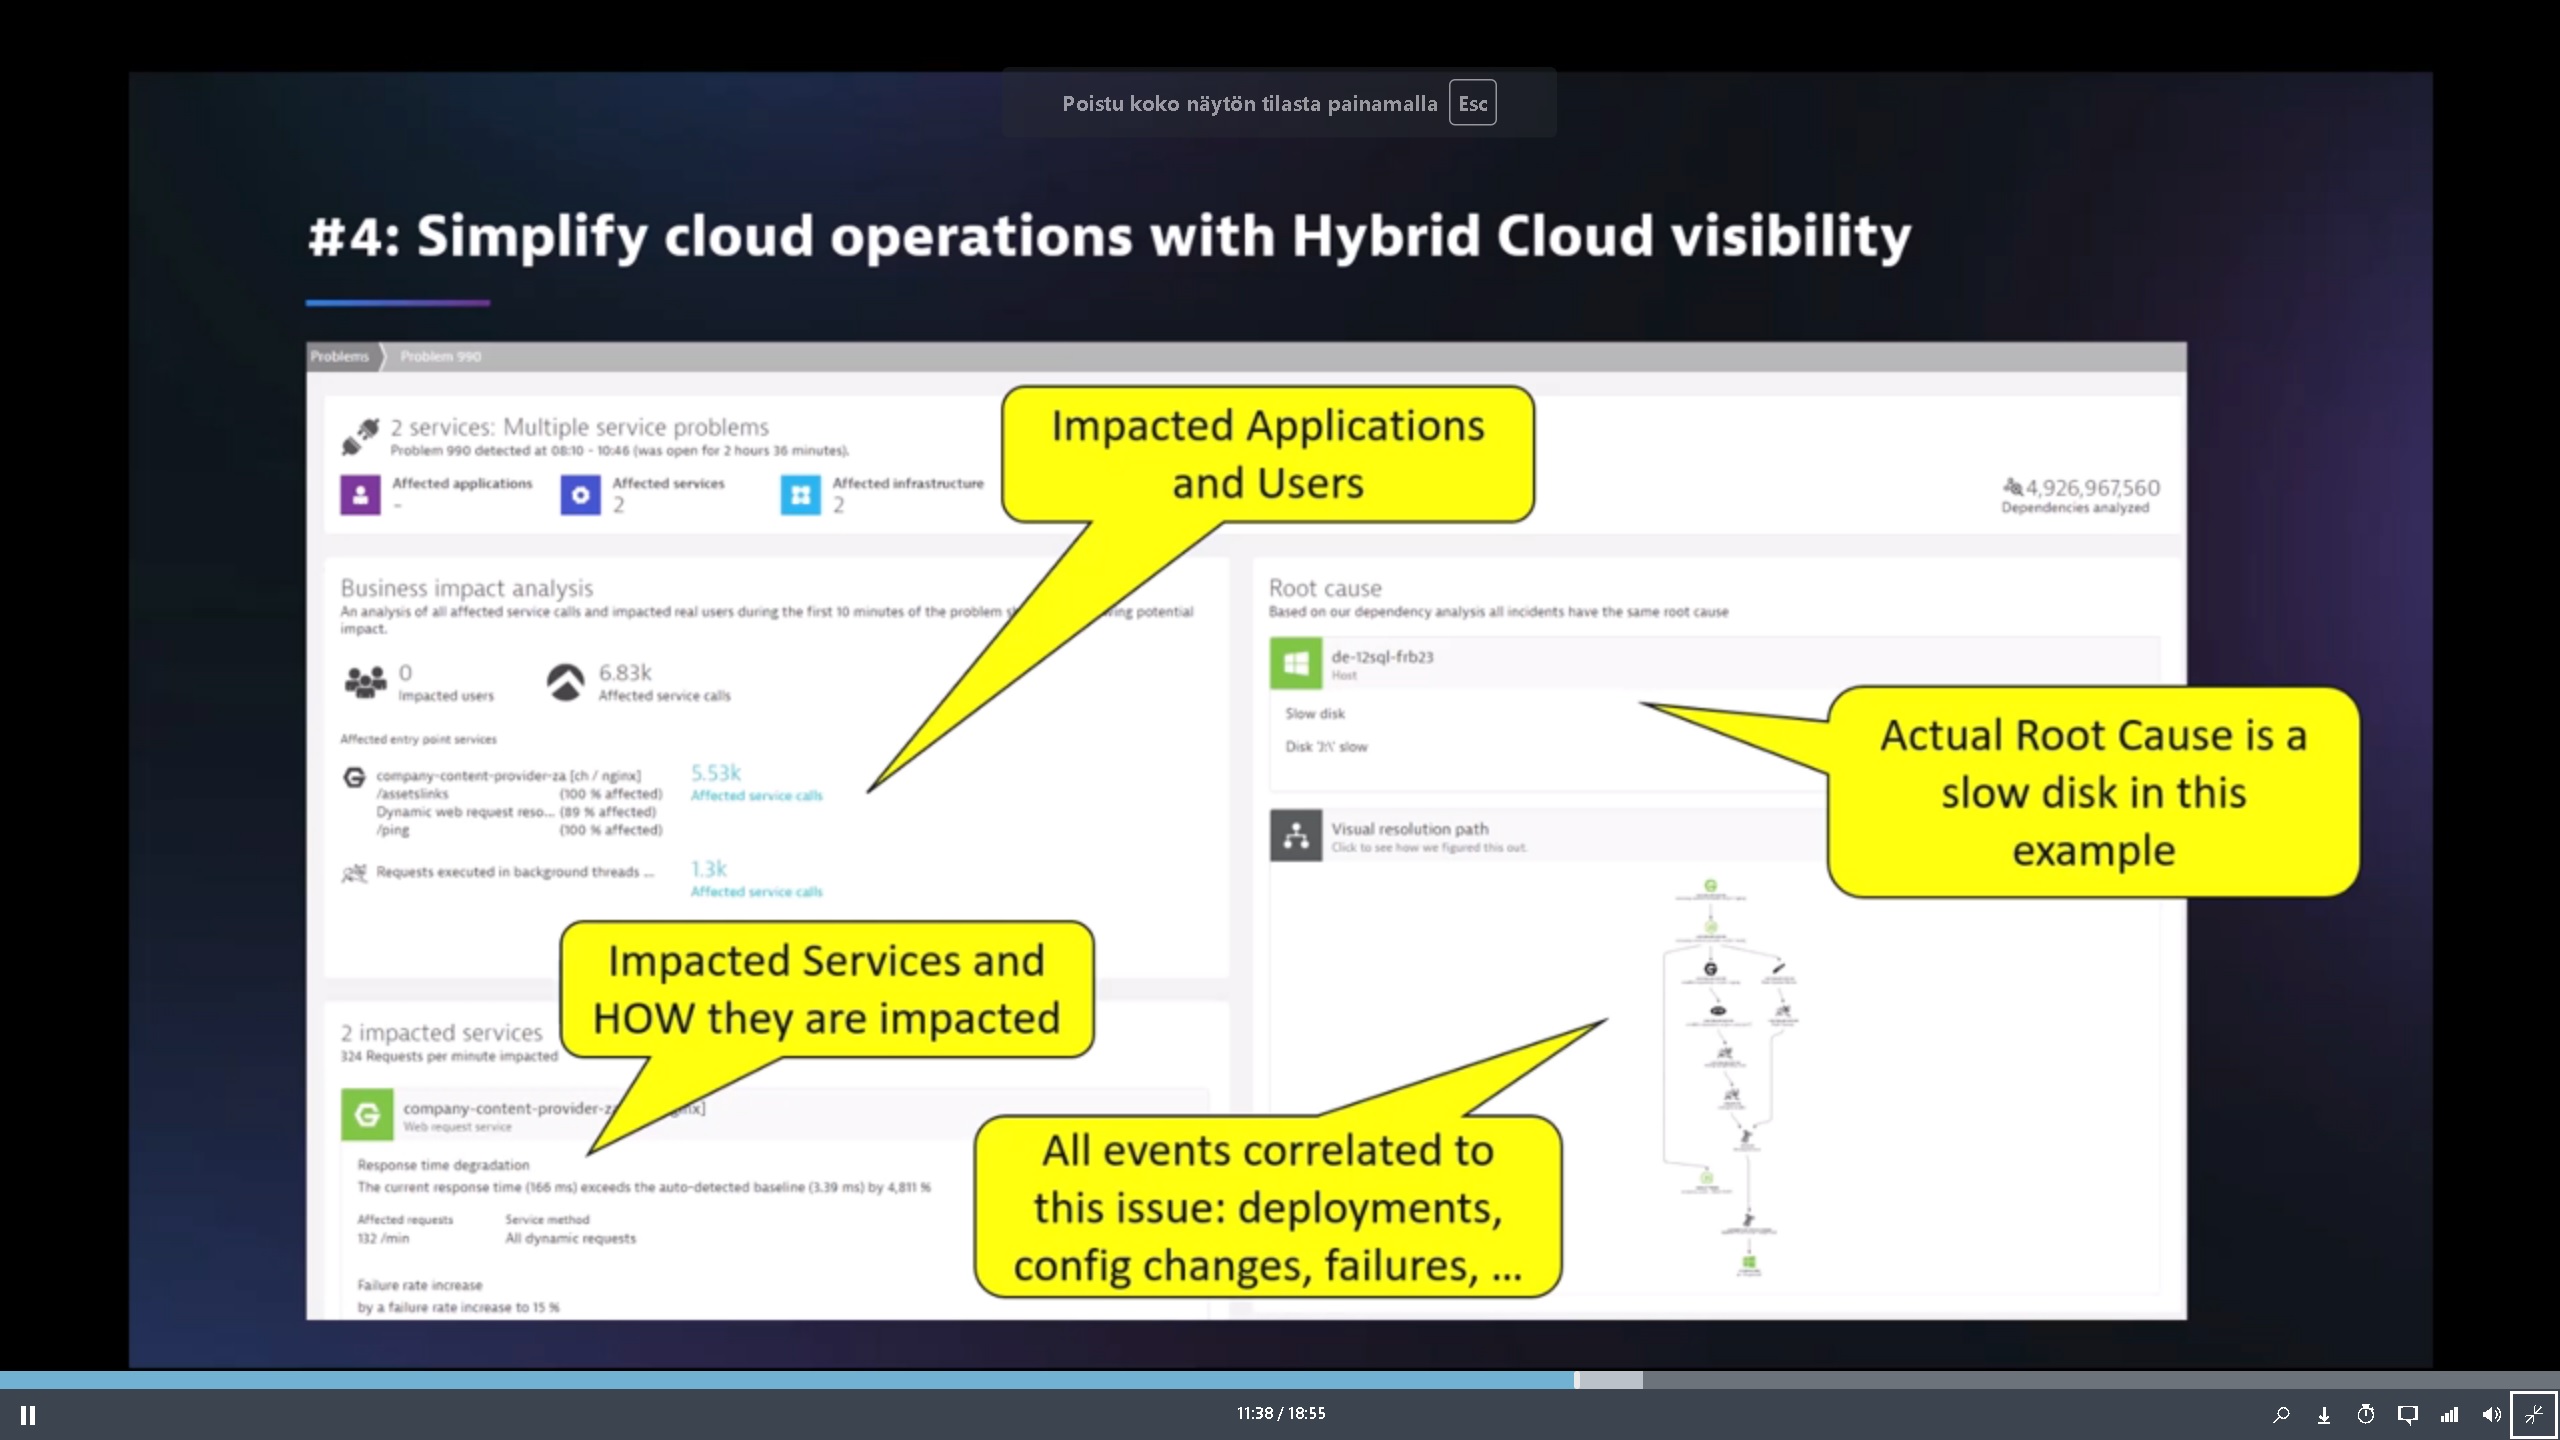 Poistu koko näytön tilasta painamalla Esc
#4: Simplify cloud operations with Hybrid Cloud visibility
Problems
Problem 990
2 services: Multiple service problems
Problem 990 detected at 08:10 - 10:46 (was open for 2 hours 36 minutes).
Affected applications
-
Affected services
2
Affected infrastructure
2
4,926,967,560
Dependencies analyzed
Impacted Applications
and Users
Business impact analysis
An analysis of all affected service calls and impacted real users during the first 10 minutes of the problem potential
impact.
0
Impacted users
6.83k
Affected service calls
Affected entry point services
company-content-provider-za [ch / nginx]
/assetslinks (100 % affected)
Dynamic web request reso... (89 % affected)
/ping (100 % affected)
5.53k
Affected service calls
Requests executed in background threads ...
1.3k
Affected service calls
Impacted Services and
HOW they are impacted
2 impacted services
324 Requests per minute impacted
company-content-provider-z
Web request service
Response time degradation
The current response time (166 ms) exceeds the auto-detected baseline (3.39 ms) by 4,811 %
Affected requests
132 /min
Service method
All dynamic requests
Failure rate increase
by a failure rate increase to 15 %
Root cause
Based on our dependency analysis all incidents have the same root cause
de-12sql-frb23
Host
Slow disk
Disk 'J:\' slow
Actual Root Cause is a
slow disk in this
example
Visual resolution path
Click to see how we figured this out.
All events correlated to
this issue: deployments,
config changes, failures, ...
11:38 / 18:55